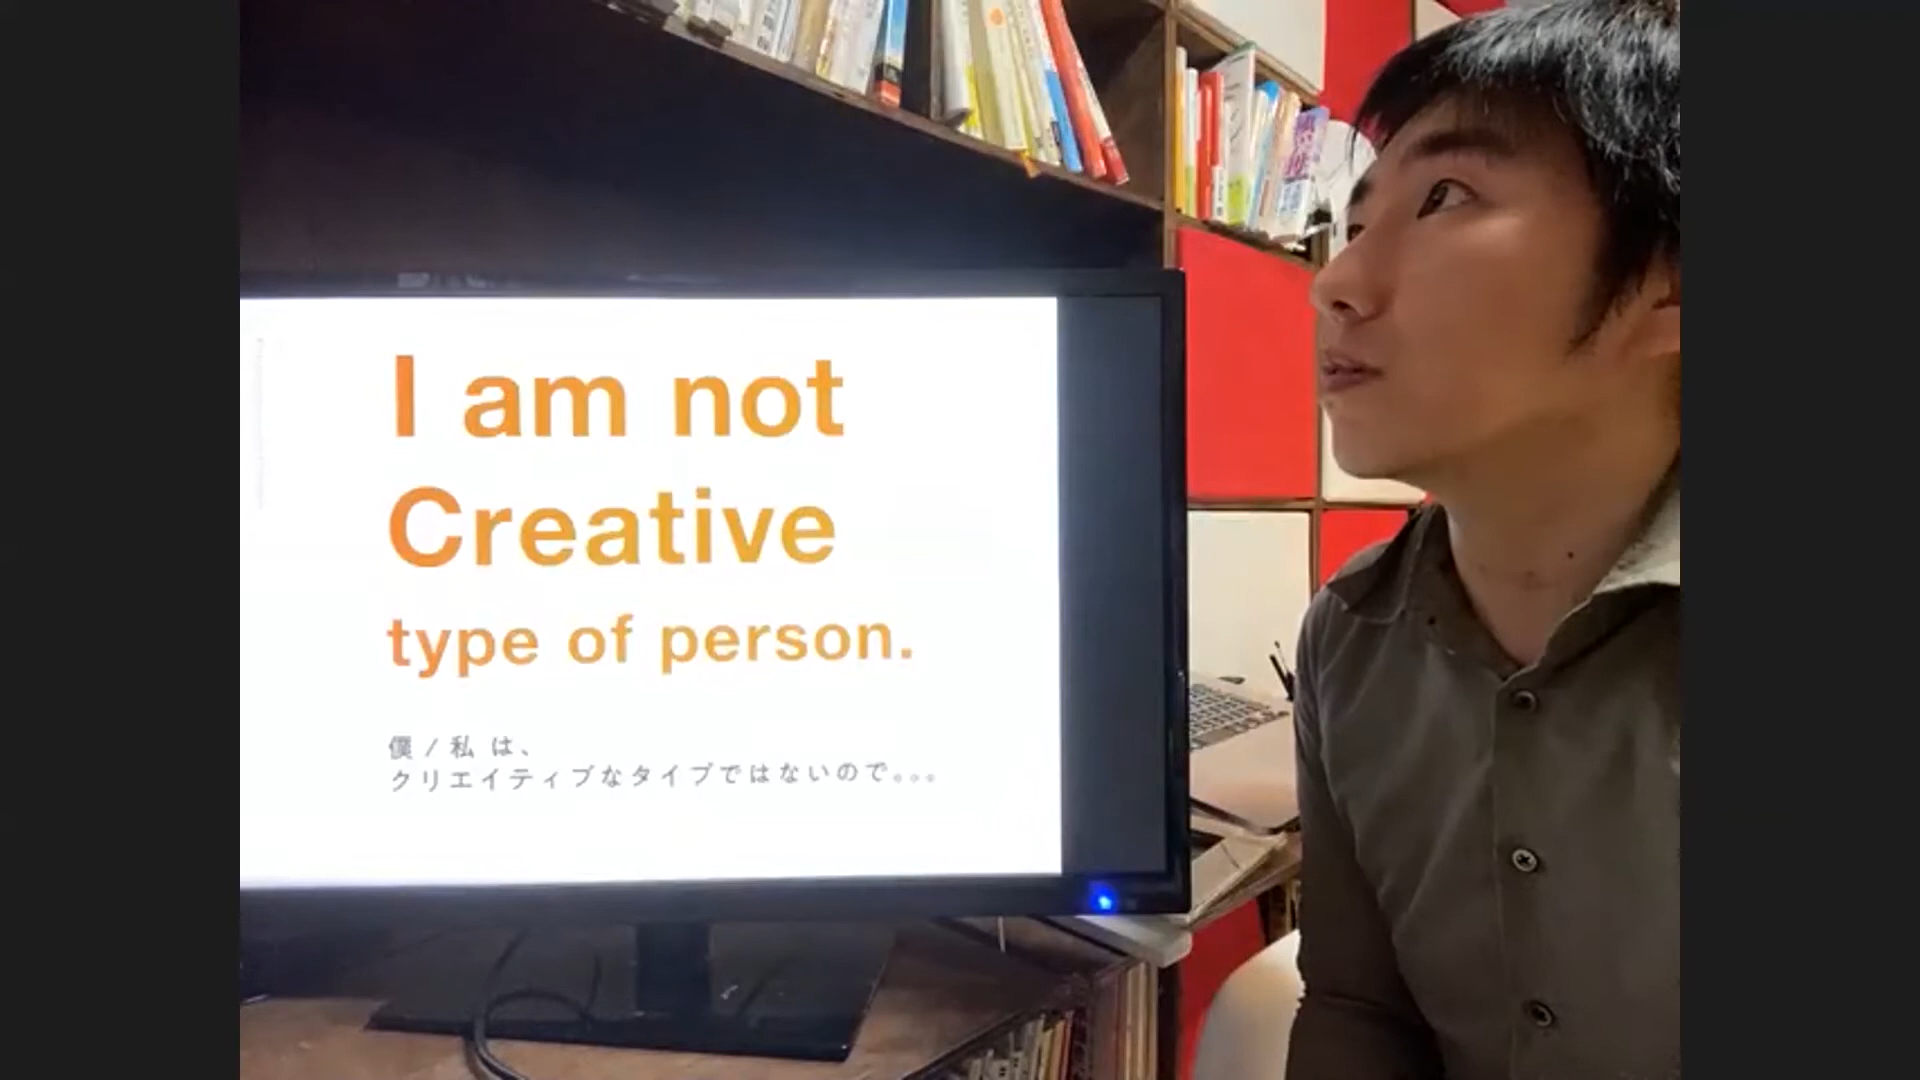 I am not
Creative
type of person.
僕 / 私 は、
クリエイティブなタイプではないので。。。